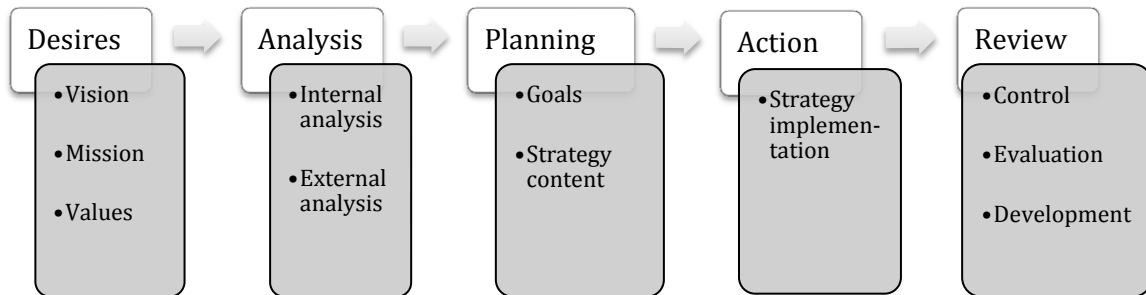 Desires
•Vision
•Mission
•Values
Analysis
•Internal
analysis
•External
analysis
Planning
•Goals
•Strategy
content
Action
•Strategy
implemen-
tation
Review
•Control
•Evaluation
•Development